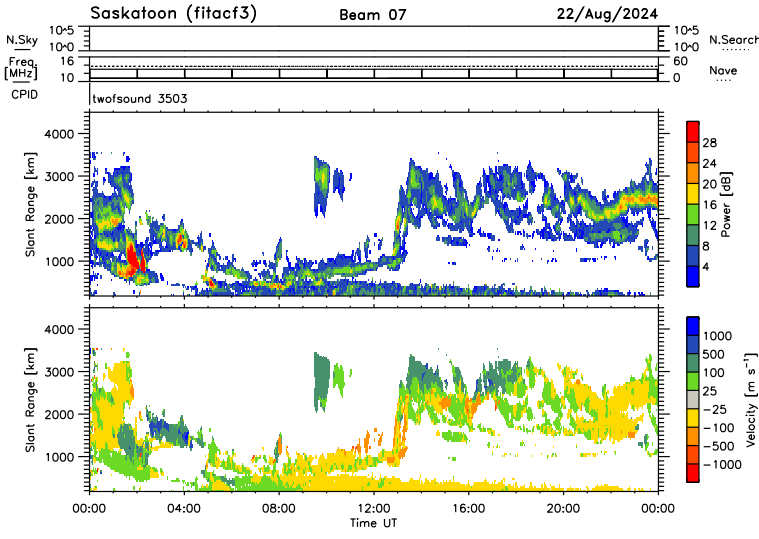 Saskatoon (fitacf3) Beam 07 22/Aug/2024
N.Sky 10^5 10^5 N.Search
10^0 10^0
Freq. 16 60 Nave
[MHz] 10 0
CPID twofsound 3503
Slant Range [km]
4000
3000
2000
1000
28
24
20
16
12
8
4
Power [dB]
Slant Range [km]
4000
3000
2000
1000
1000
500
100
25
-25
-100
-500
-1000
Velocity [m s⁻¹]
00:00 04:00 08:00 12:00 16:00 20:00 00:00
Time UT